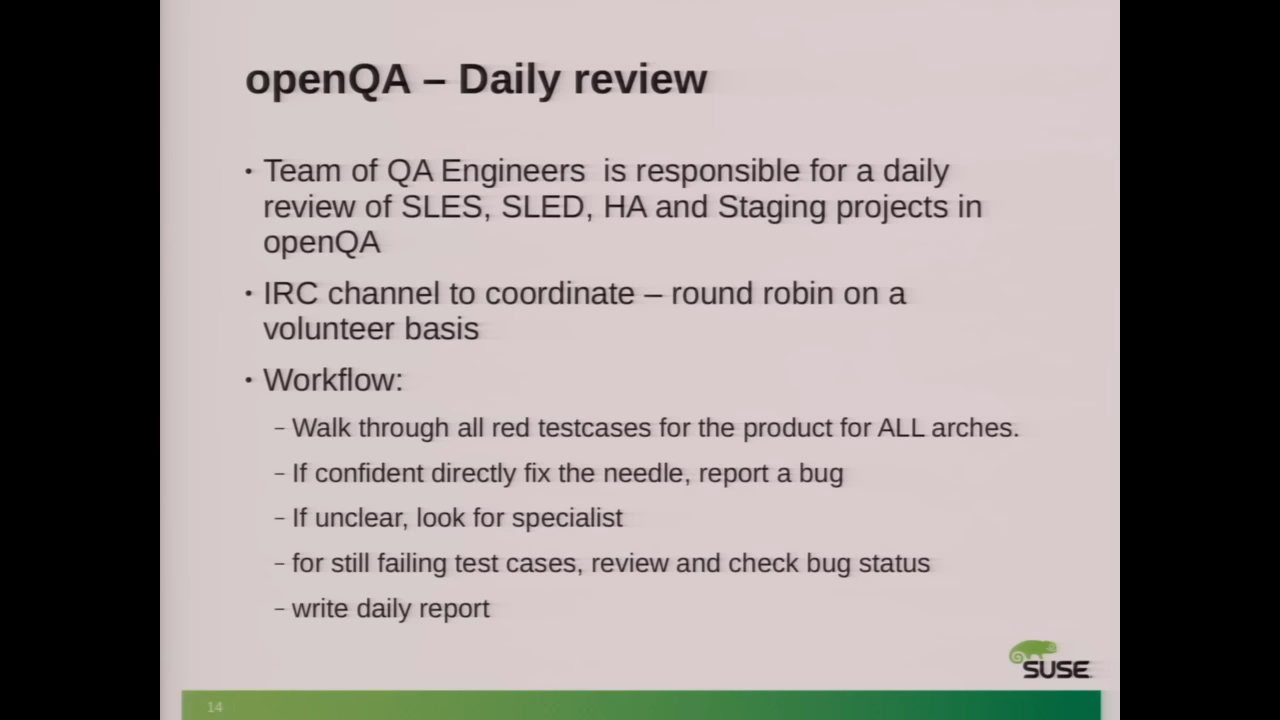 openQA – Daily review
• Team of QA Engineers  is responsible for a daily
review of SLES, SLED, HA and Staging projects in
openQA
• IRC channel to coordinate – round robin on a
volunteer basis
• Workflow:
– Walk through all red testcases for the product for ALL arches.
– If confident directly fix the needle, report a bug
– If unclear, look for specialist
– for still failing test cases, review and check bug status
– write daily report
SUSE
14